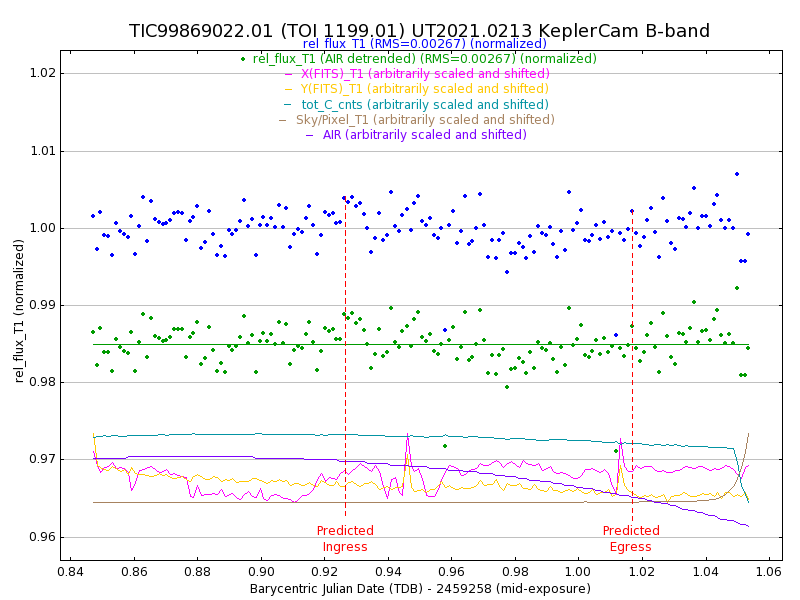 TIC99869022.01 (TOI 1199.01) UT2021.0213 KeplerCam B-band
rel_flux_T1 (RMS=0.00267) (normalized)
rel_flux_T1 (AIR detrended) (RMS=0.00267) (normalized)
X(FITS)_T1 (arbitrarily scaled and shifted)
Y(FITS)_T1 (arbitrarily scaled and shifted)
tot_C_cnts (arbitrarily scaled and shifted)
Sky/Pixel_T1 (arbitrarily scaled and shifted)
AIR (arbitrarily scaled and shifted)
rel_flux_T1 (normalized)
1.02
1.01
1.00
0.99
0.98
0.97
0.96
Predicted
Ingress
Predicted
Egress
0.84 0.86 0.88 0.90 0.92 0.94 0.96 0.98 1.00 1.02 1.04 1.06
Barycentric Julian Date (TDB) - 2459258 (mid-exposure)